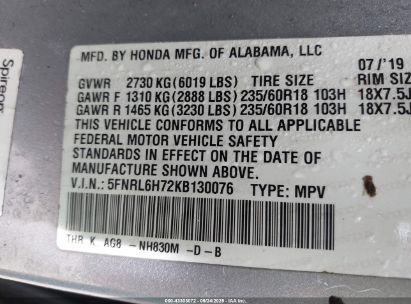 Spireon
MFD. BY HONDA MFG. OF ALABAMA, LLC 07/'19
GVWR 2730 KG (6019 LBS) TIRE SIZE RIM SIZE
GAWR F 1310 KG (2888 LBS) 235/60R18 103H 18X7.5J
GAWR R 1465 KG (3230 LBS) 235/60R18 103H 18X7.5J
THIS VEHICLE CONFORMS TO ALL APPLICABLE
FEDERAL MOTOR VEHICLE SAFETY
STANDARDS IN EFFECT ON THE DATE OF
MANUFACTURE SHOWN ABOVE.
V.I.N.: 5FNRL6H72KB130076 TYPE: MPV
THR K AG8 -NH830M -D-B